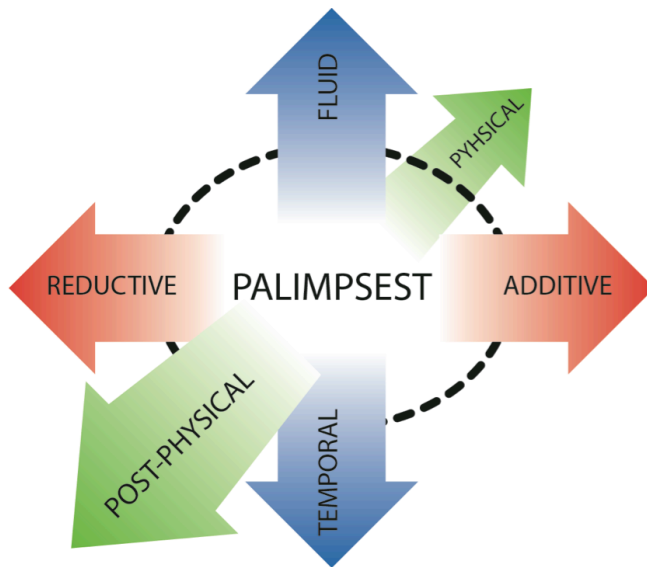 FLUID
PYHSICAL
REDUCTIVE
PALIMPSEST
ADDITIVE
POST-PHYSICAL
TEMPORAL